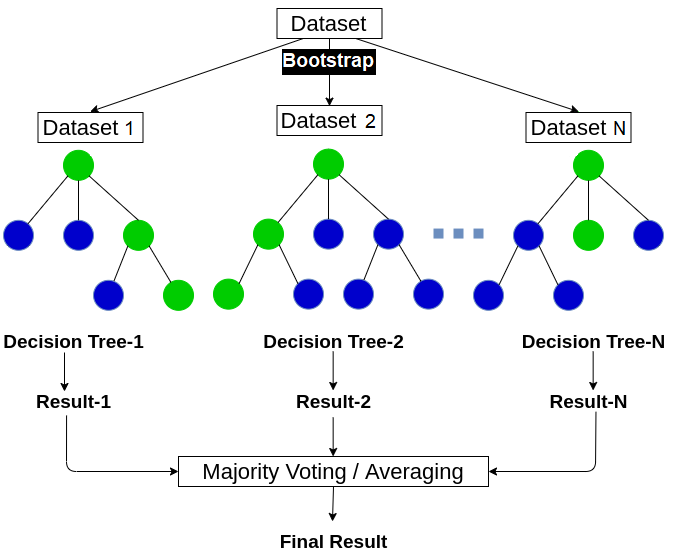 Dataset
Bootstrap
Dataset 1
Dataset 2
Dataset N
Decision Tree-1
Decision Tree-2
Decision Tree-N
Result-1
Result-2
Result-N
Majority Voting / Averaging
Final Result